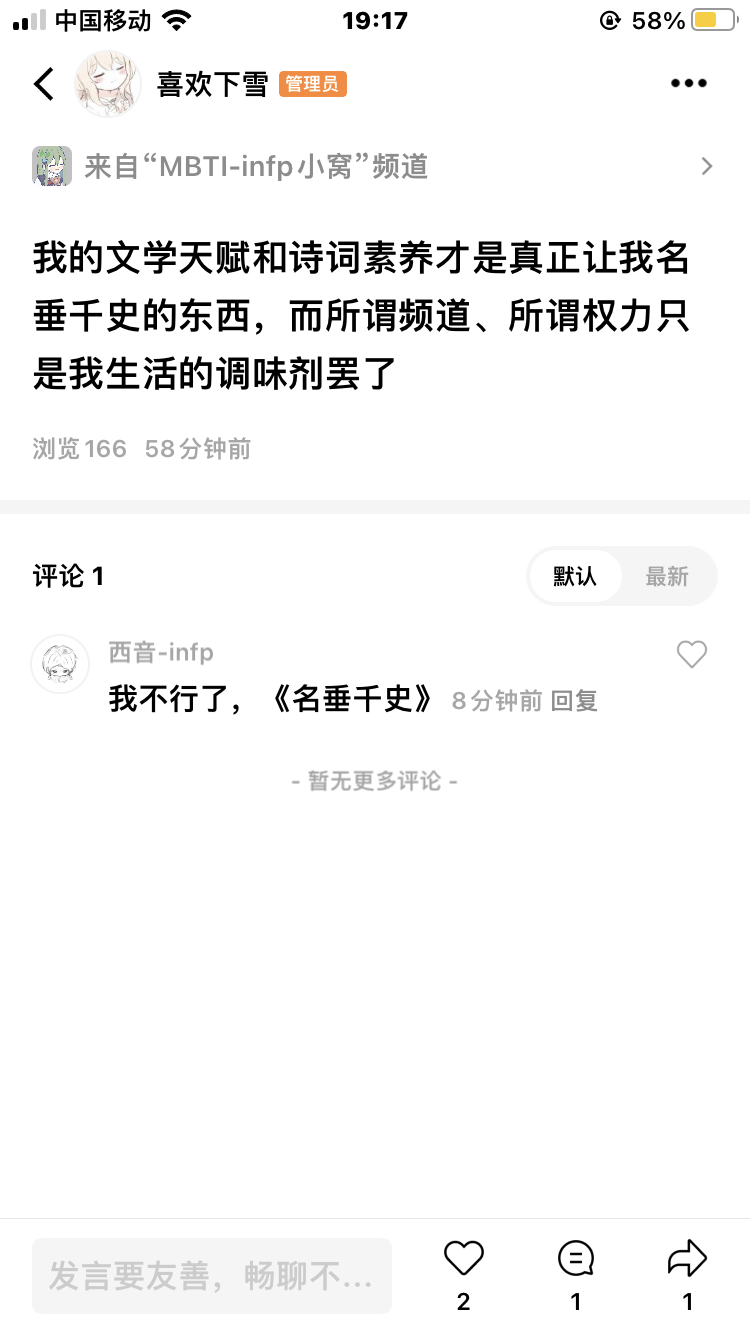 中国移动
19:17
58%
喜欢下雪 管理员
来自“MBTI-infp小窝”频道
我的文学天赋和诗词素养才是真正让我名
垂千史的东西，而所谓频道、所谓权力只
是我生活的调味剂罢了
浏览166 58分钟前
评论 1
默认 最新
西音-infp
我不行了，《名垂千史》 8分钟前 回复
- 暂无更多评论 -
发言要友善，畅聊不...
2 1 1